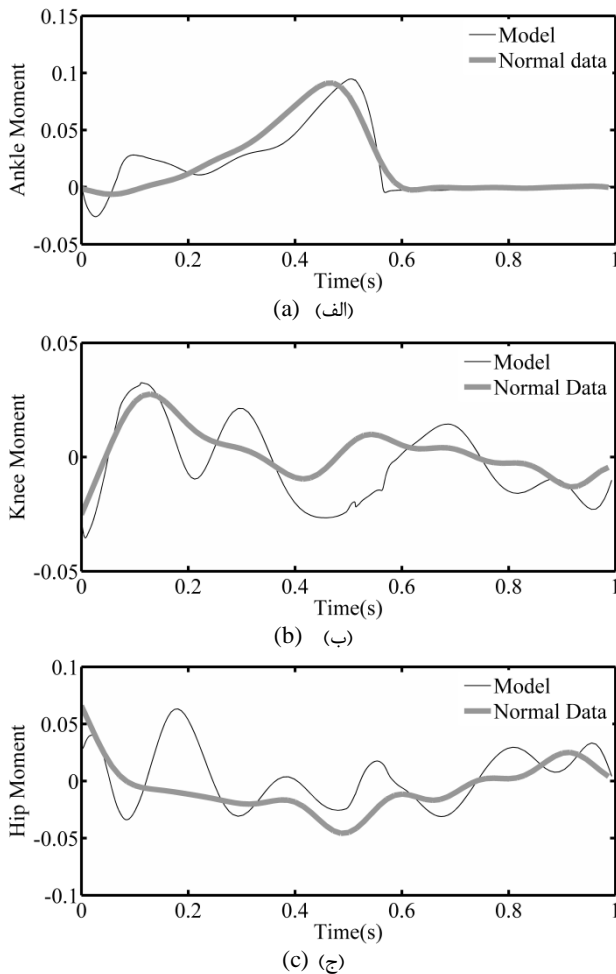 0.15
Model
Normal data
0.1
0.05
0
-0.05
Ankle Moment
0 0.2 0.4 0.6 0.8 1
Time(s)
(a) (الف)
0.05
Model
Normal Data
0
-0.05
Knee Moment
0 0.2 0.4 0.6 0.8 1
Time(s)
(b) (ب)
0.1
Model
Normal Data
0.05
0
-0.05
-0.1
Hip Moment
0 0.2 0.4 0.6 0.8 1
Time(s)
(c) (ج)